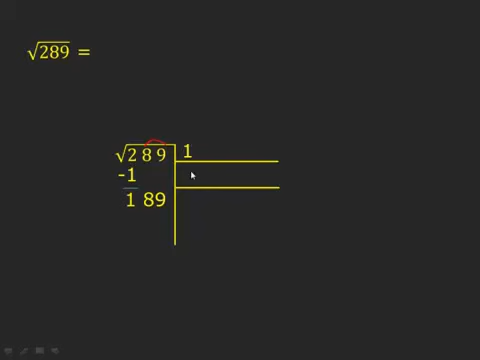 √289 =
√2 8 9 1
-1
1 89